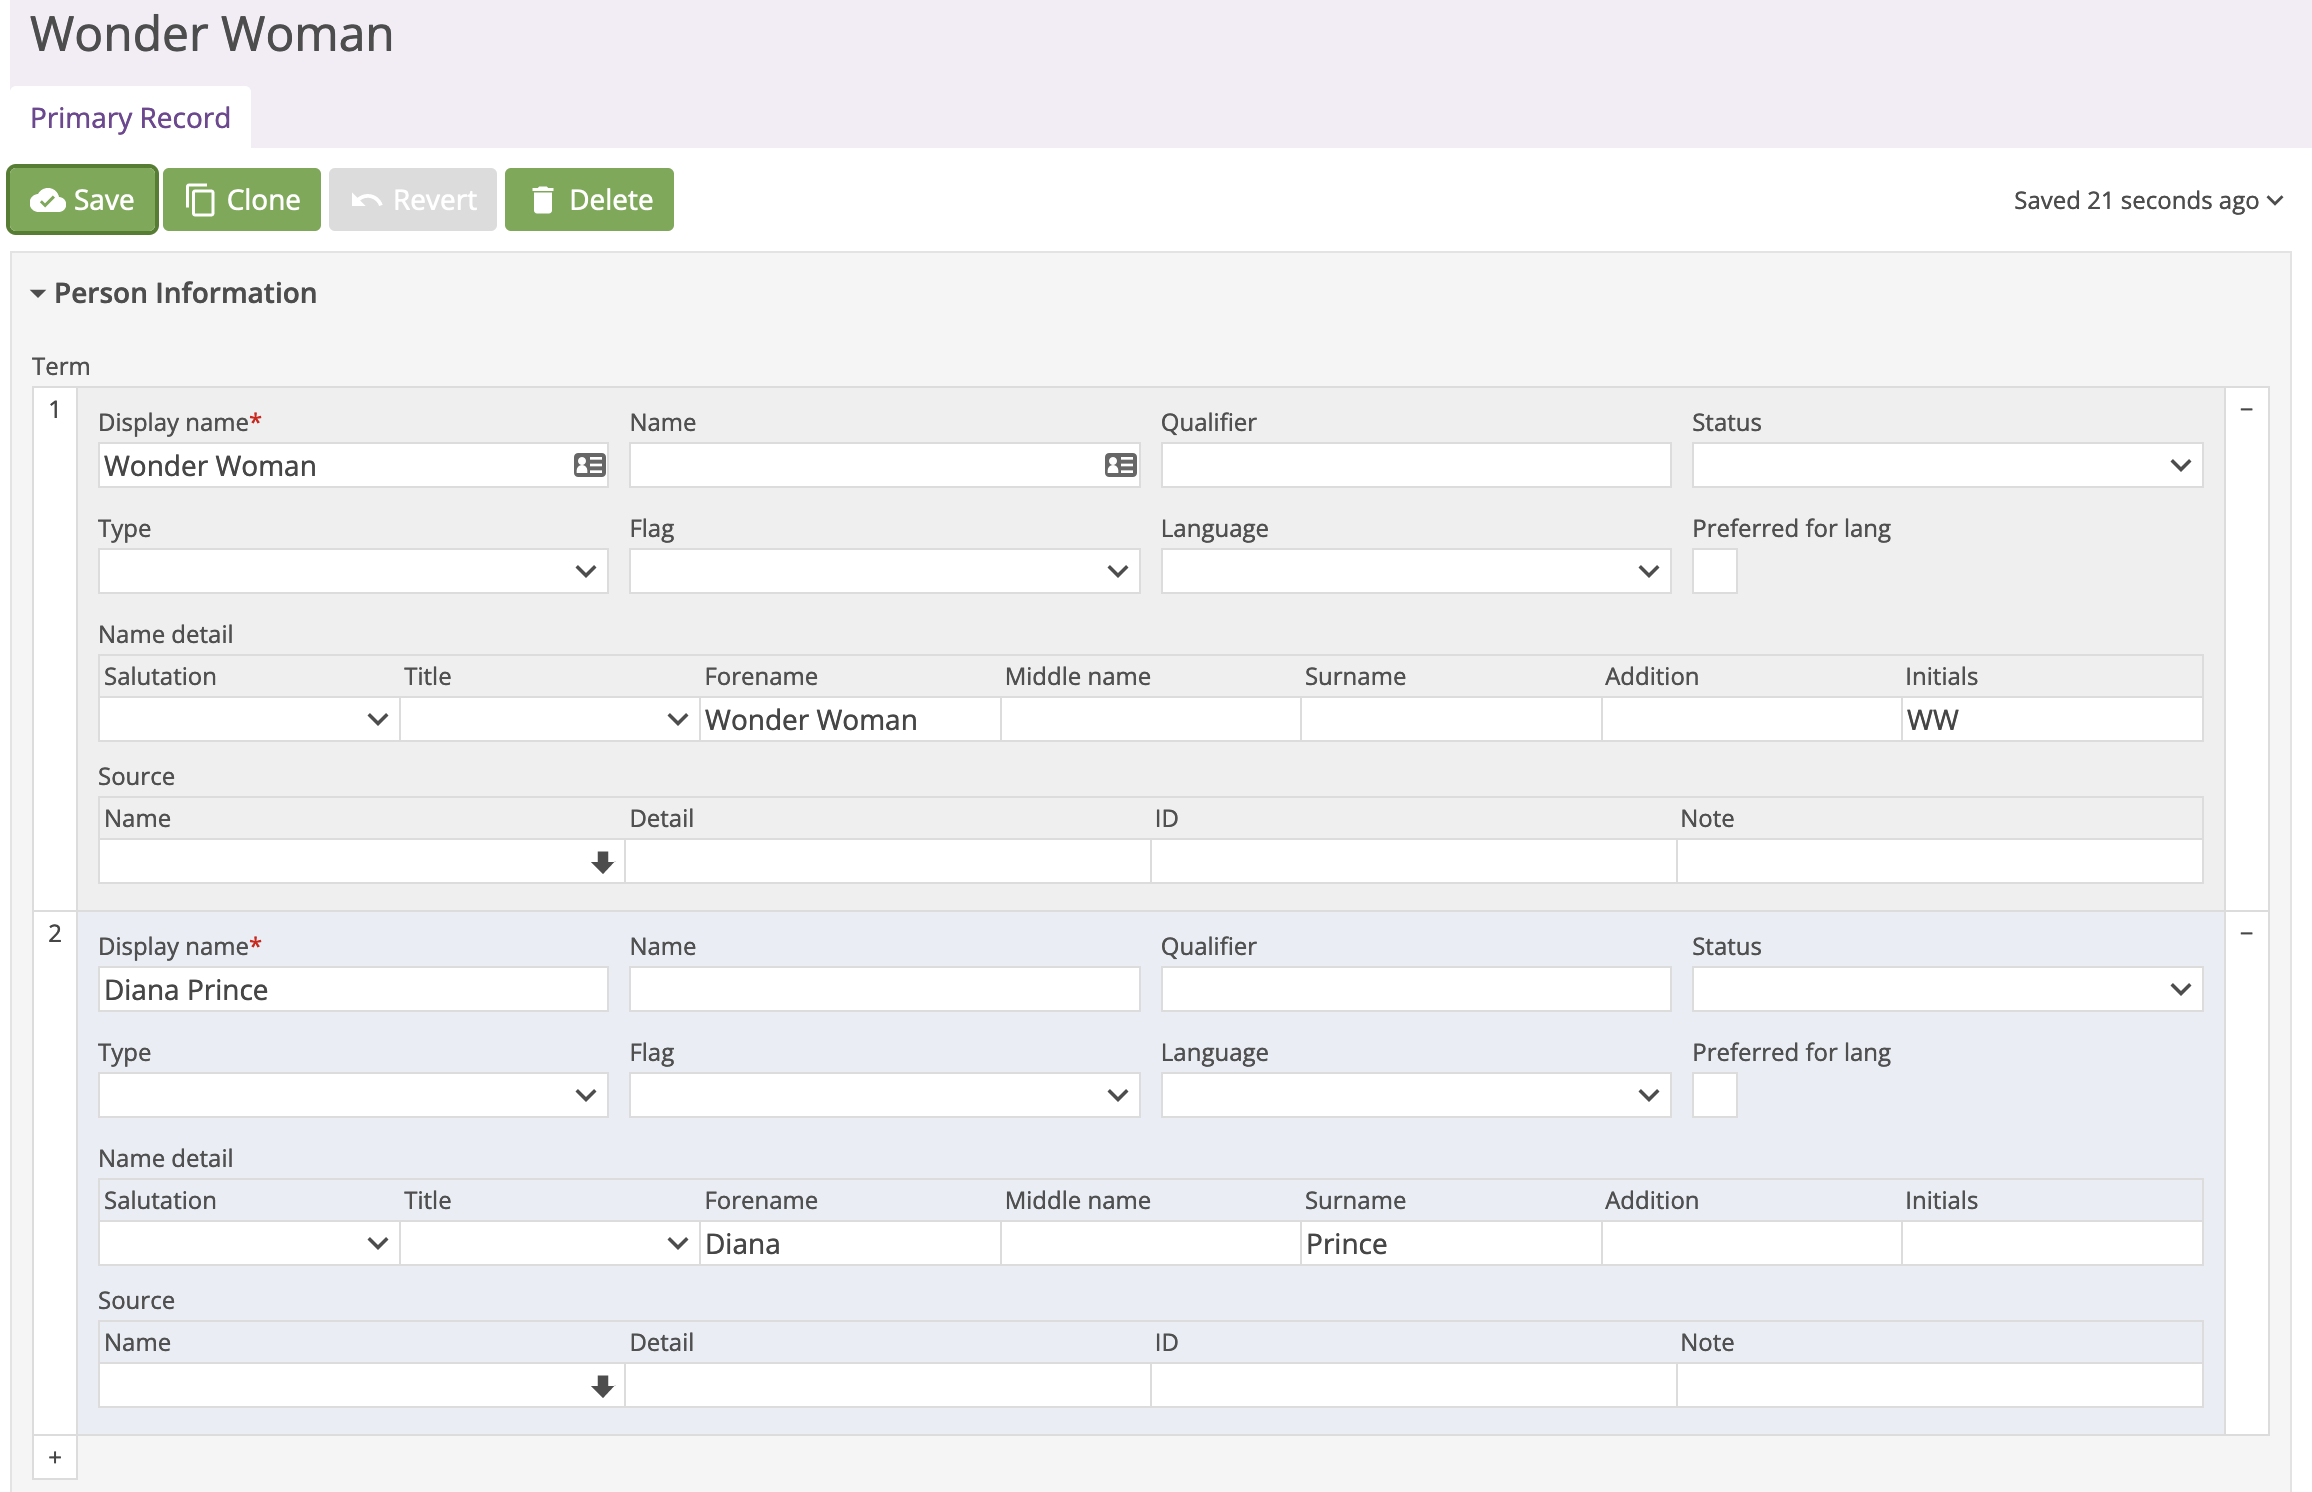 Wonder Woman
Primary Record
Save Clone Revert Delete Saved 21 seconds ago
Person Information
Term
1
Display name* Name Qualifier Status
Wonder Woman
Type Flag Language Preferred for lang
Name detail
Salutation Title Forename Middle name Surname Addition Initials
Wonder Woman WW
Source
Name Detail ID Note
2
Display name* Name Qualifier Status
Diana Prince
Type Flag Language Preferred for lang
Name detail
Salutation Title Forename Middle name Surname Addition Initials
Diana Prince
Source
Name Detail ID Note
+